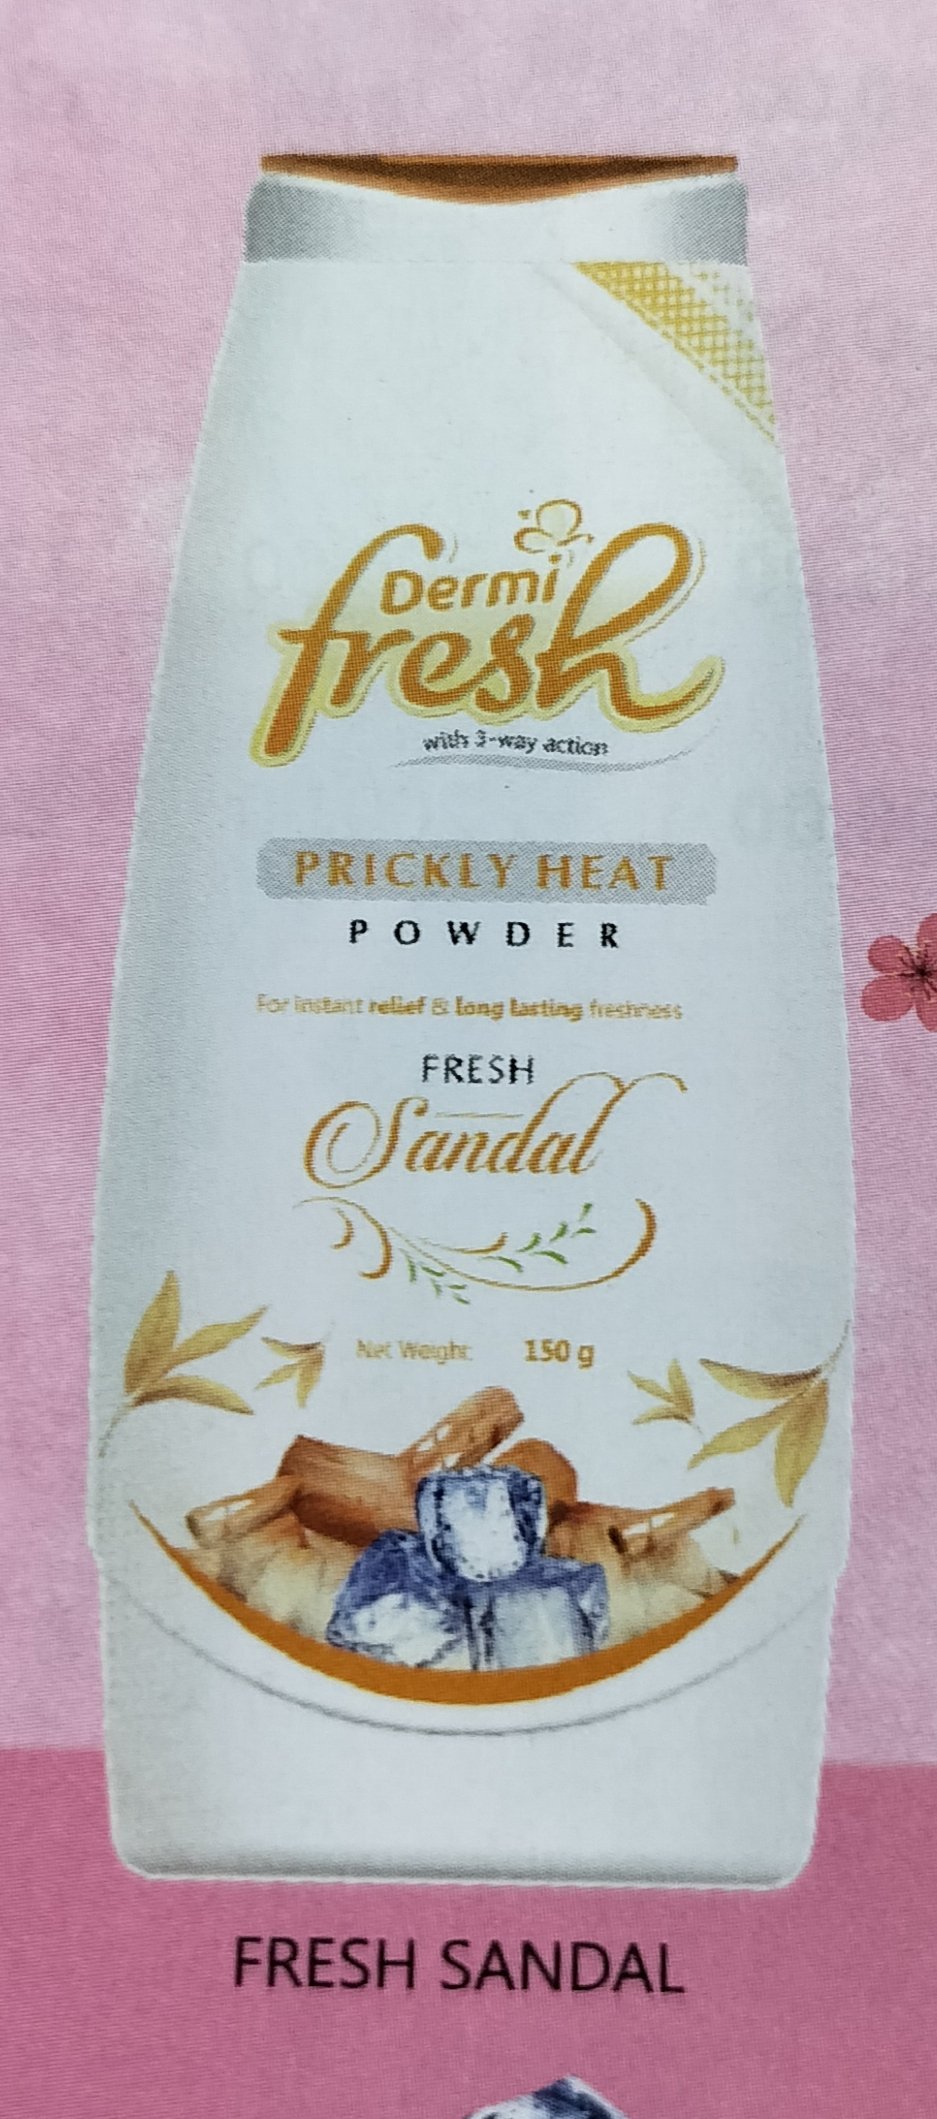 Dermi
fresh
with 3-way action
PRICKLY HEAT
POWDER
For instant relief & long lasting freshness
FRESH
Sandal
Net Weight: 150 g
FRESH SANDAL